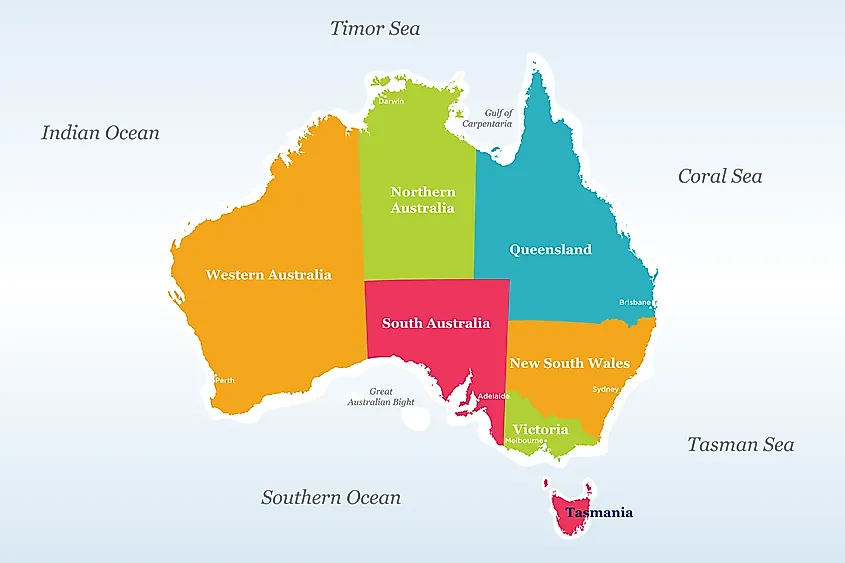 Timor Sea
Darwin
Gulf of
Carpentaria
Indian Ocean
Coral Sea
Northern
Australia
Queensland
Western Australia
Brisbane
South Australia
New South Wales
Perth
Sydney
Great
Australian Bight
Adelaide
Victoria
Melbourne
Tasman Sea
Southern Ocean
Tasmania